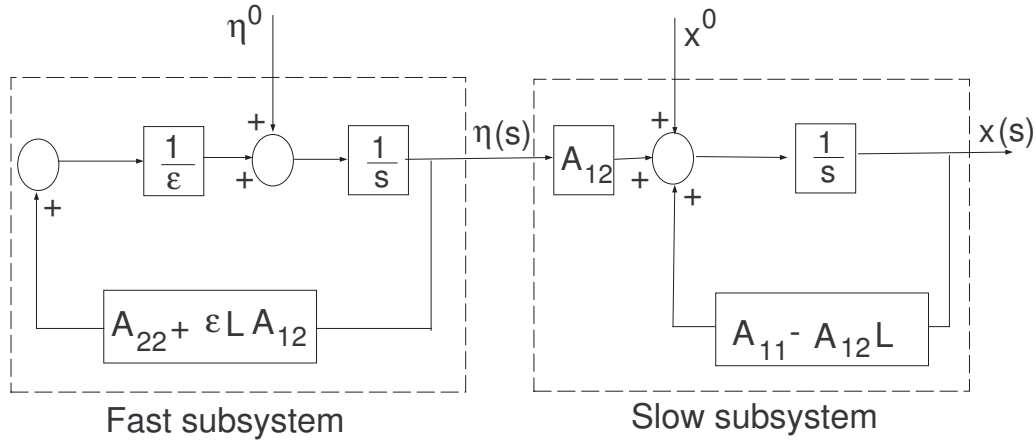 η⁰
x⁰
+
+
1/ε
+
1/s
η(s)
A₁₂
+
+
1/s
x(s)
+
+
A₂₂ + εLA₁₂
A₁₁ - A₁₂L
Fast subsystem
Slow subsystem